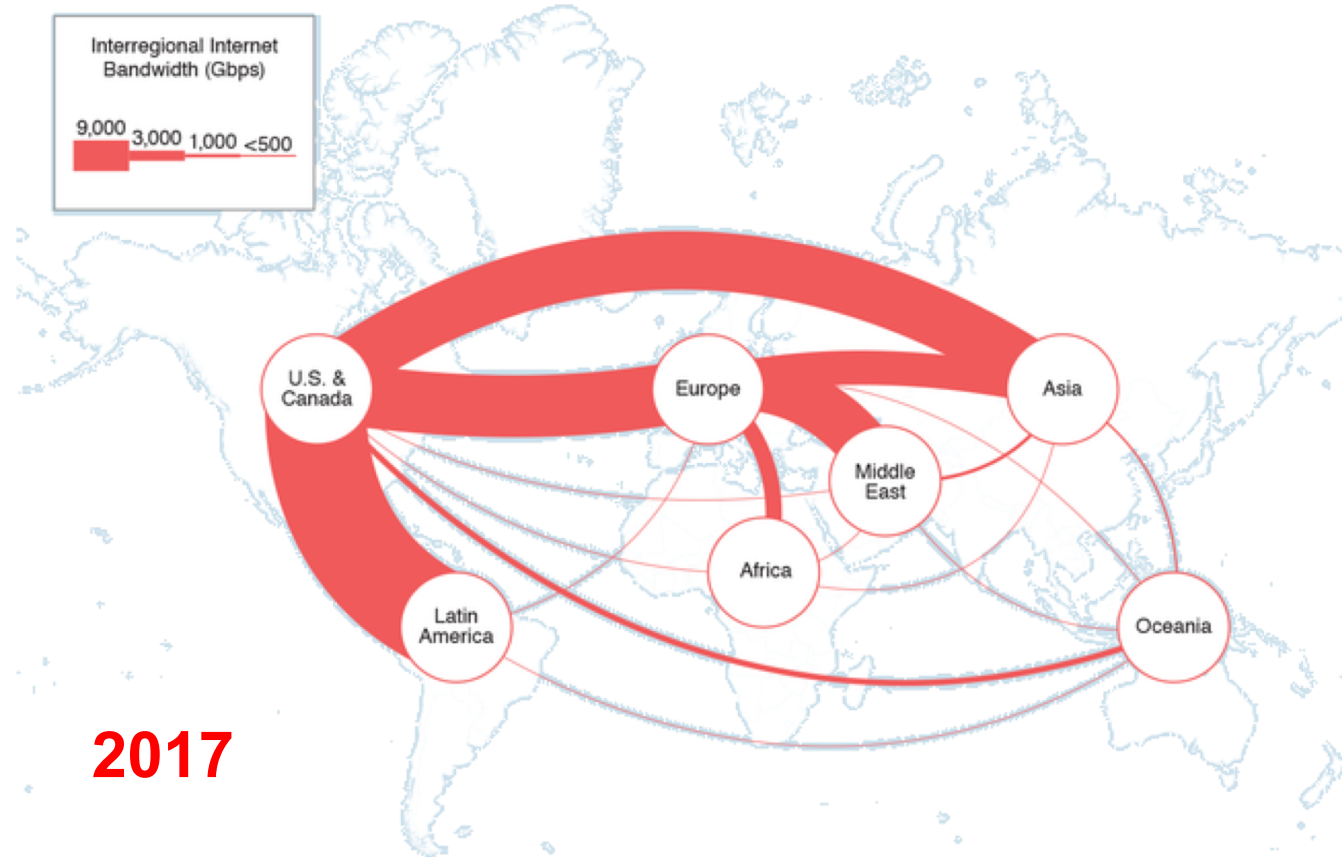 Interregional Internet
Bandwidth (Gbps)
9,000 3,000 1,000 <500
U.S. &
Canada
Europe
Asia
Middle
East
Africa
Latin
America
Oceania
2017